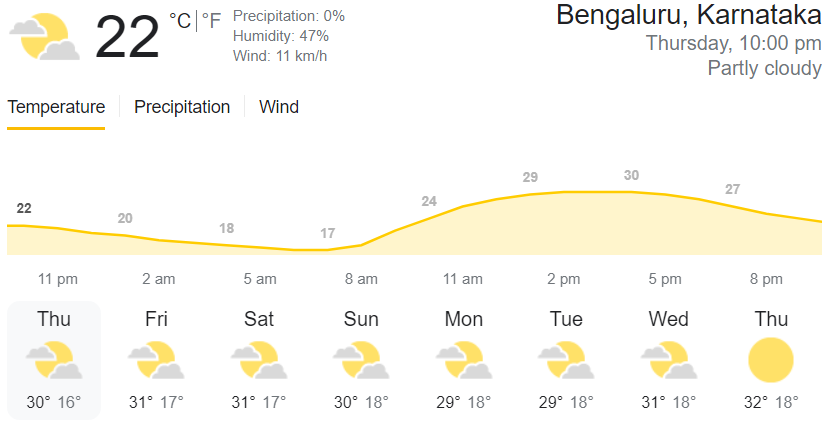 22 °C | °F
Precipitation: 0%
Humidity: 47%
Wind: 11 km/h
Bengaluru, Karnataka
Thursday, 10:00 pm
Partly cloudy
Temperature Precipitation Wind
22 20 18 17 24 29 30 27
11 pm 2 am 5 am 8 am 11 am 2 pm 5 pm 8 pm
Thu Fri Sat Sun Mon Tue Wed Thu
30° 16° 31° 17° 31° 17° 30° 18° 29° 18° 29° 18° 31° 18° 32° 18°